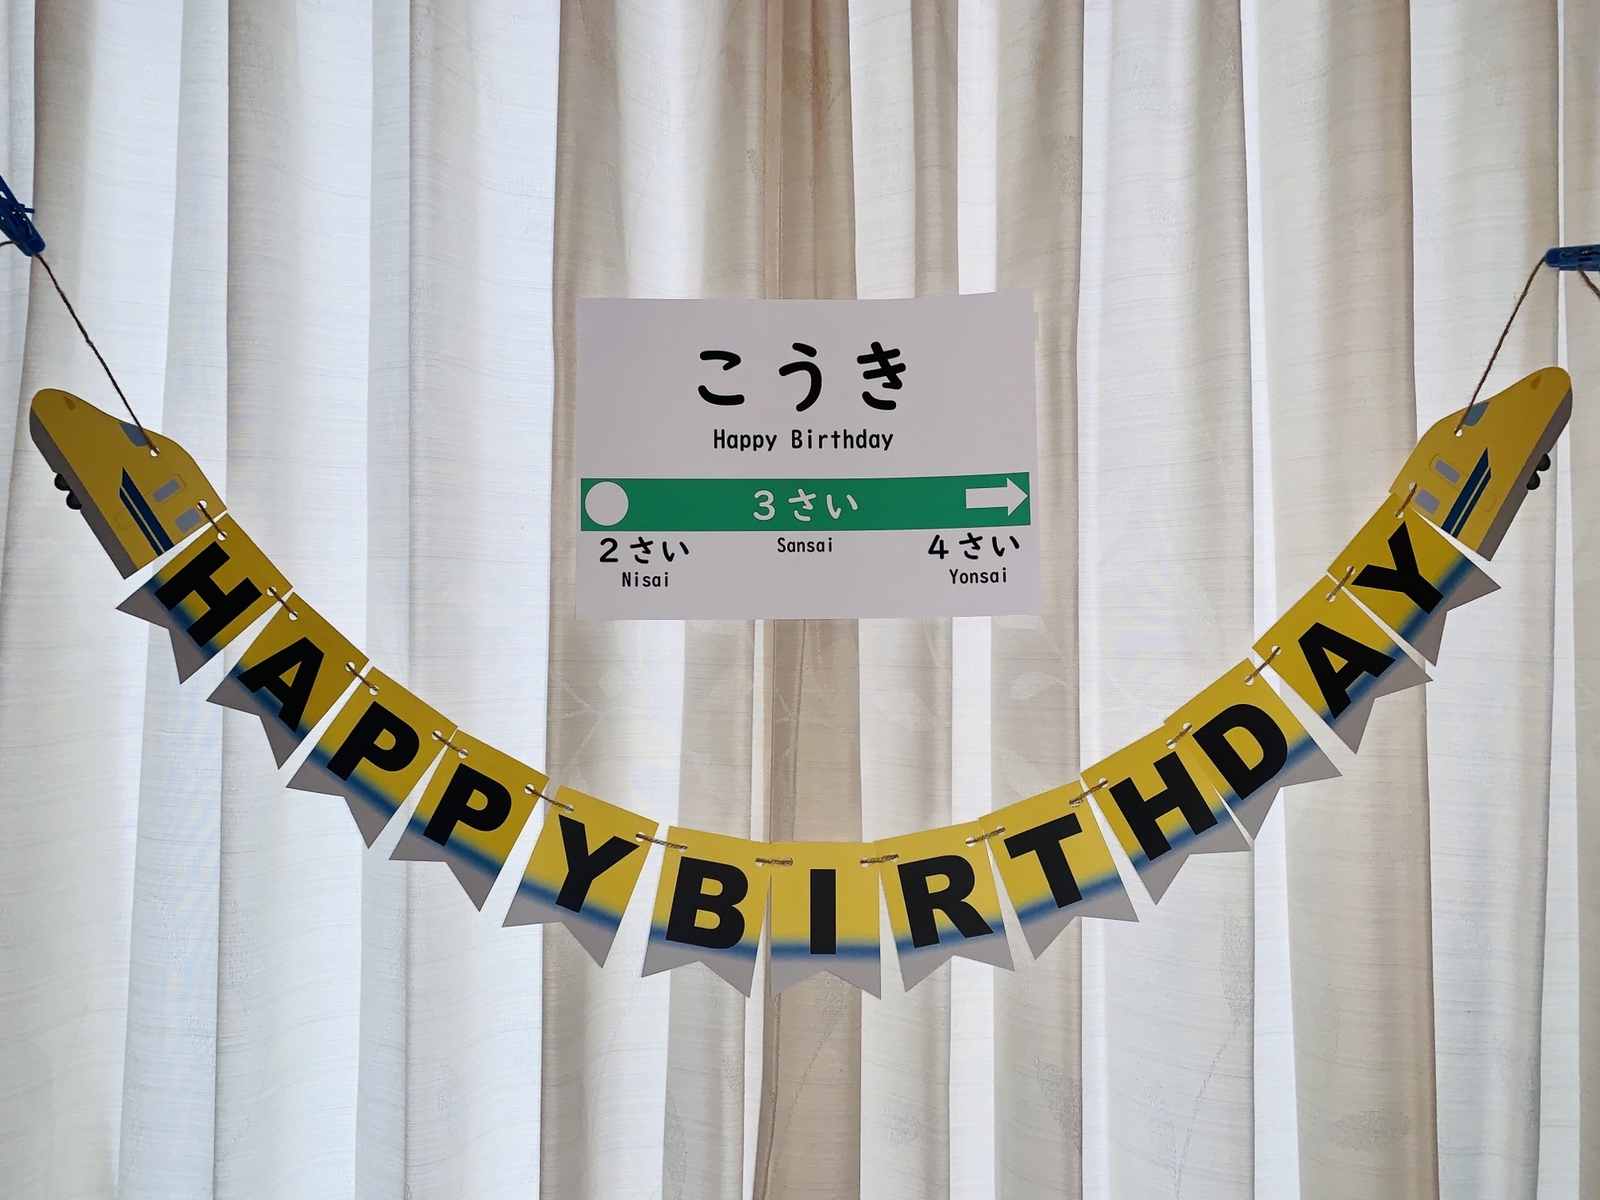 こうき
Happy Birthday
３さい
２さい Sansai ４さい
Nisai Yonsai
HAPPYBIRTHDAY